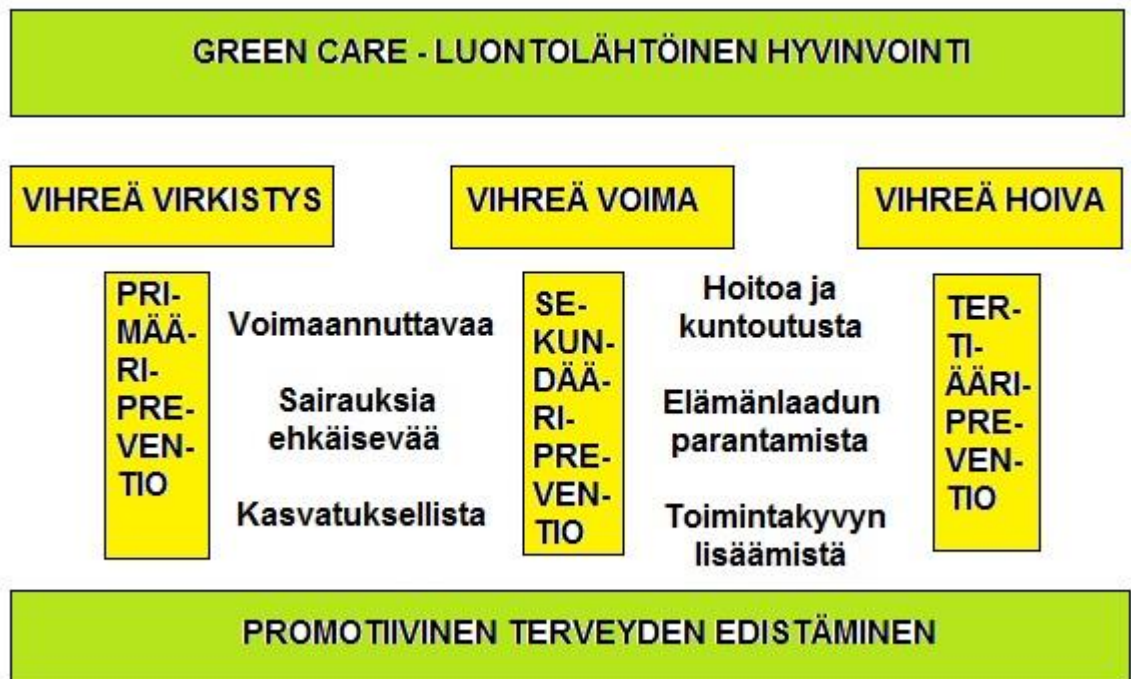 GREEN CARE - LUONTOLÄHTÖINEN HYVINVOINTI
VIHREÄ VIRKISTYS
VIHREÄ VOIMA
VIHREÄ HOIVA
PRI-
MÄÄ-
RI-
PRE-
VEN-
TIO
Voimaannuttavaa
Sairauksia
ehkäisevää
Kasvatuksellista
SE-
KUN-
DÄÄ-
RI-
PRE-
VEN-
TIO
Hoitoa ja
kuntoutusta
Elämänlaadun
parantamista
Toimintakyvyn
lisäämistä
TER-
TI-
ÄÄRI-
PRE-
VEN-
TIO
PROMOTIIVINEN TERVEYDEN EDISTÄMINEN